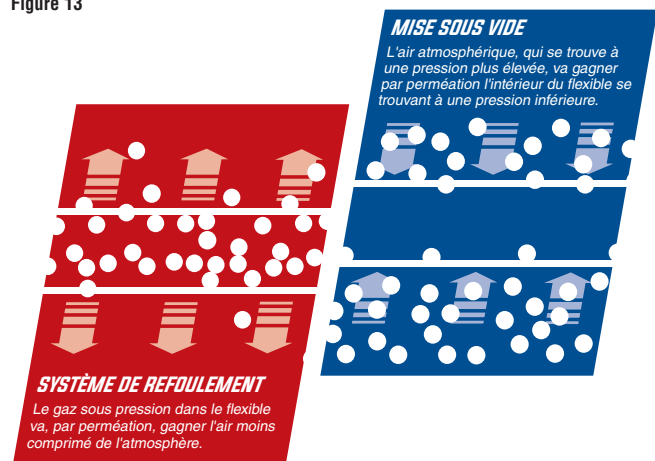 Figure 13
MISE SOUS VIDE
L'air atmosphérique, qui se trouve à
une pression plus élevée, va gagner
par perméation l'intérieur du flexible se
trouvant à une pression inférieure.
SYSTÈME DE REFOULEMENT
Le gaz sous pression dans le flexible
va, par perméation, gagner l'air moins
comprimé de l'atmosphère.